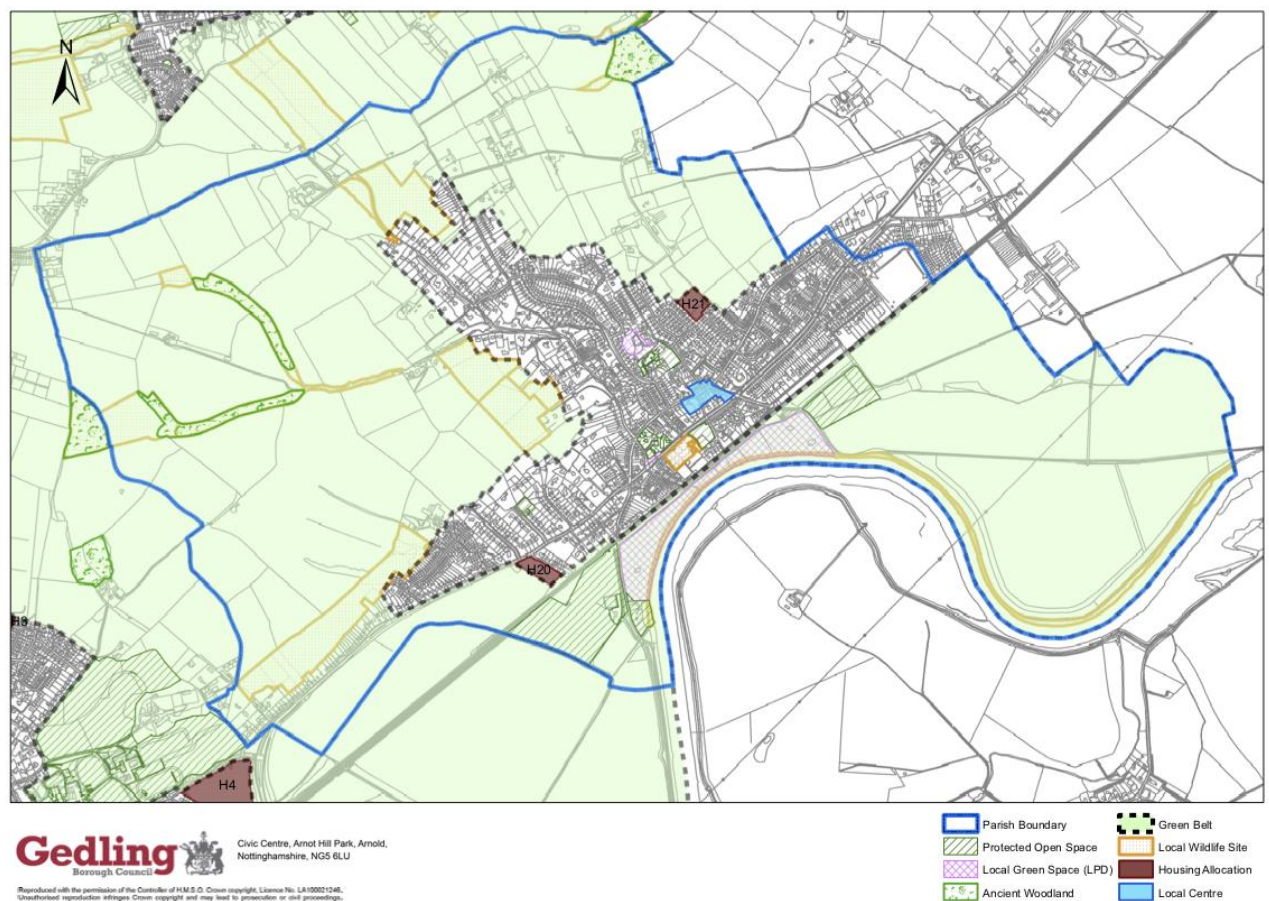 N
H21
H20
H3
H4
Gedling
Borough Council
Civic Centre, Arnot Hill Park, Arnold,
Nottinghamshire, NG5 6LU
Reproduced with the permission of the Controller of H.M.S.O. Crown copyright, Licence No. LA100021246.
Unauthorised reproduction infringes Crown copyright and may lead to prosecution or civil proceedings.
Parish Boundary
Green Belt
Protected Open Space
Local Wildlife Site
Local Green Space (LPD)
Housing Allocation
Ancient Woodland
Local Centre